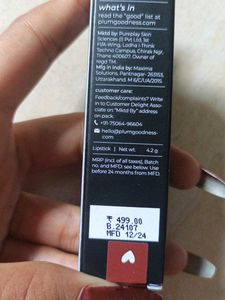 what's in
read the "good" list at
plumgoodness.com
Mktd by: Pureplay Skin
Sciences (I) Pvt Ltd, 1st
F/A-Wing, Lodha i-Think
Techno Campus, Chirak Ngr,
Thane 400607. Owner of
regd TM.
Mfg in India by: Maxima
Solutions, Pantnagar- 263153,
Uttarakhand. M 6/C/UA/2015.
customer care:
Feedback/complaints? Write
in to Customer Delight Asso-
ciate on "Mktd By" address
on pack.
+91-75064-96604
hello@plumgoodness.com
Lipstick | Net wt. 4.2 g
MRP (incl. of all taxes), Batch
no. and MFD. see below. Use
before 24 months from MFD.
₹ 499.00
B.24107
MFD 12/24